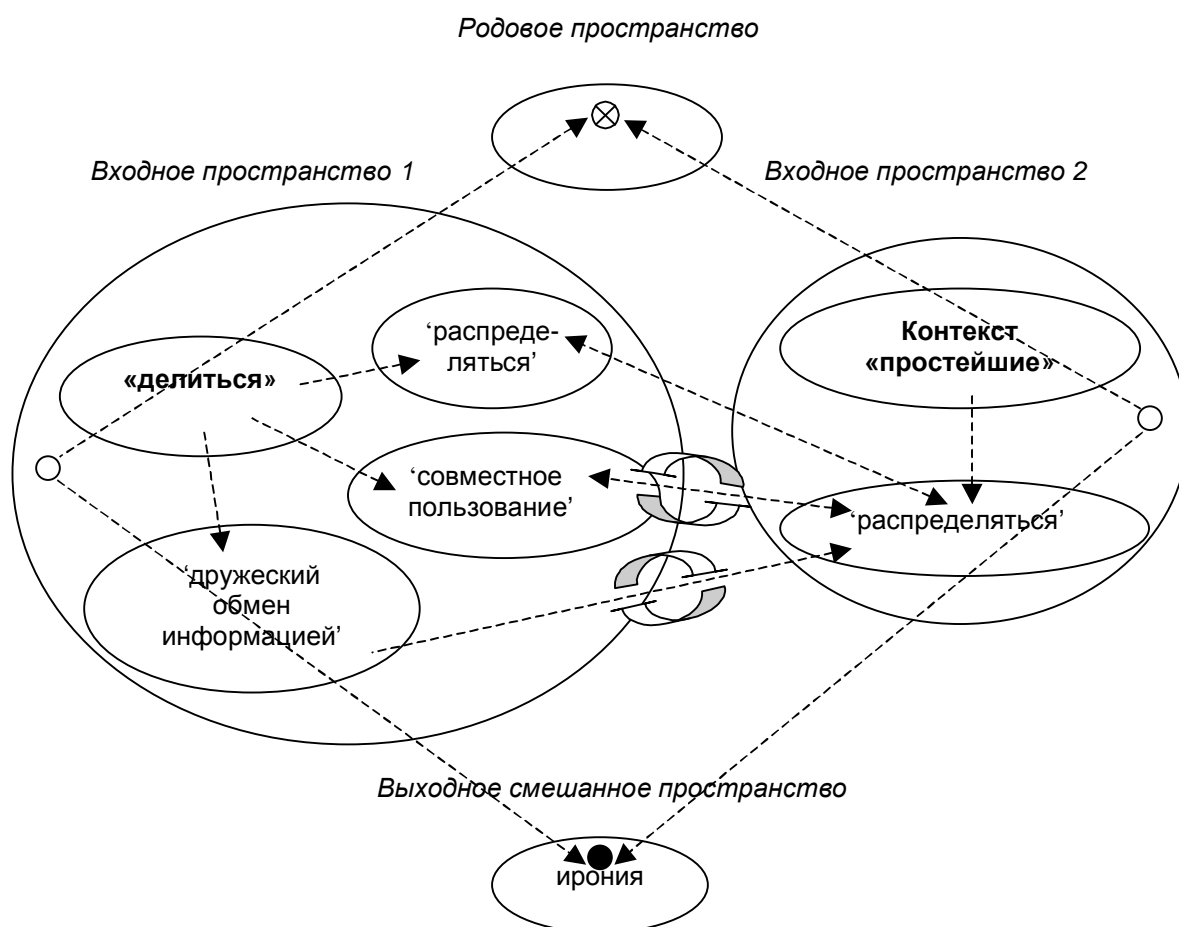 Родовое пространство
Входное пространство 1
Входное пространство 2
‘распреде-
ляться’
Контекст
«простейшие»
«делиться»
‘совместное
пользование’
‘распределяться’
‘дружеский
обмен
информацией’
Выходное смешанное пространство
ирония